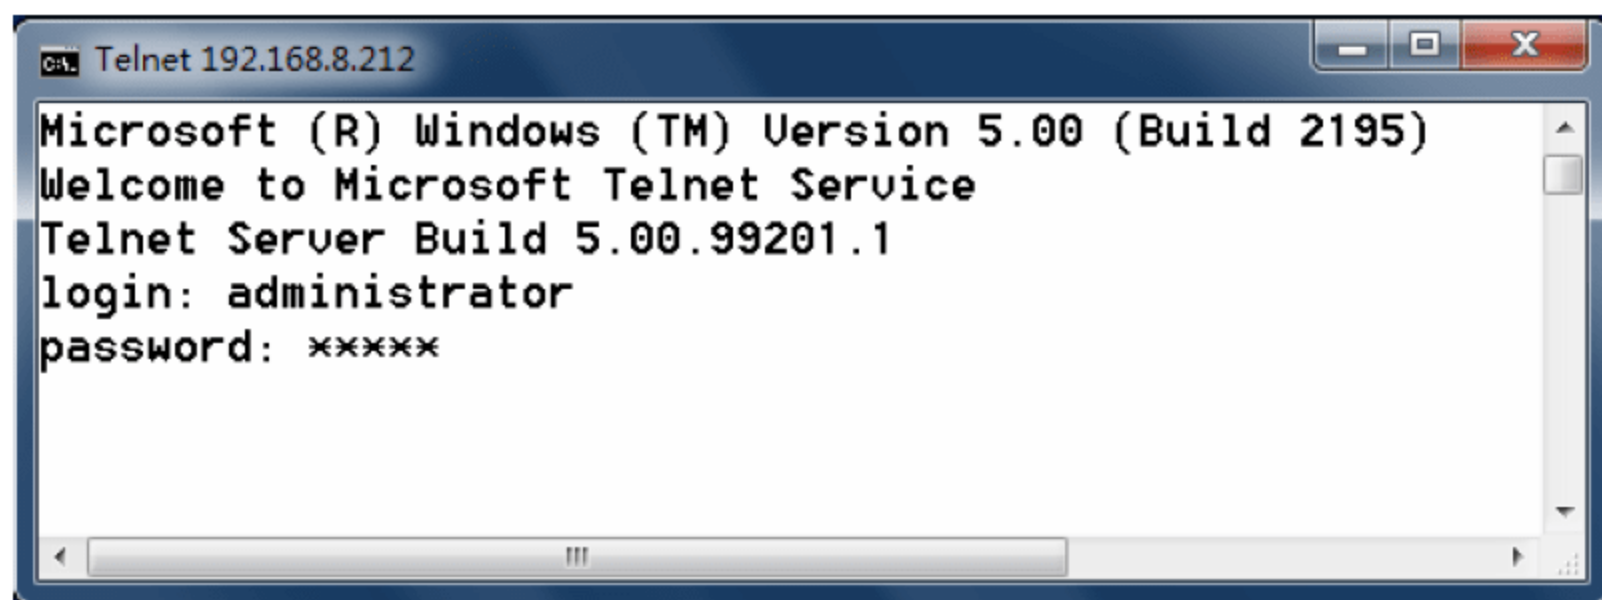 Telnet 192.168.8.212
Microsoft (R) Windows (TM) Version 5.00 (Build 2195)
Welcome to Microsoft Telnet Service
Telnet Server Build 5.00.99201.1
login: administrator
password: *****